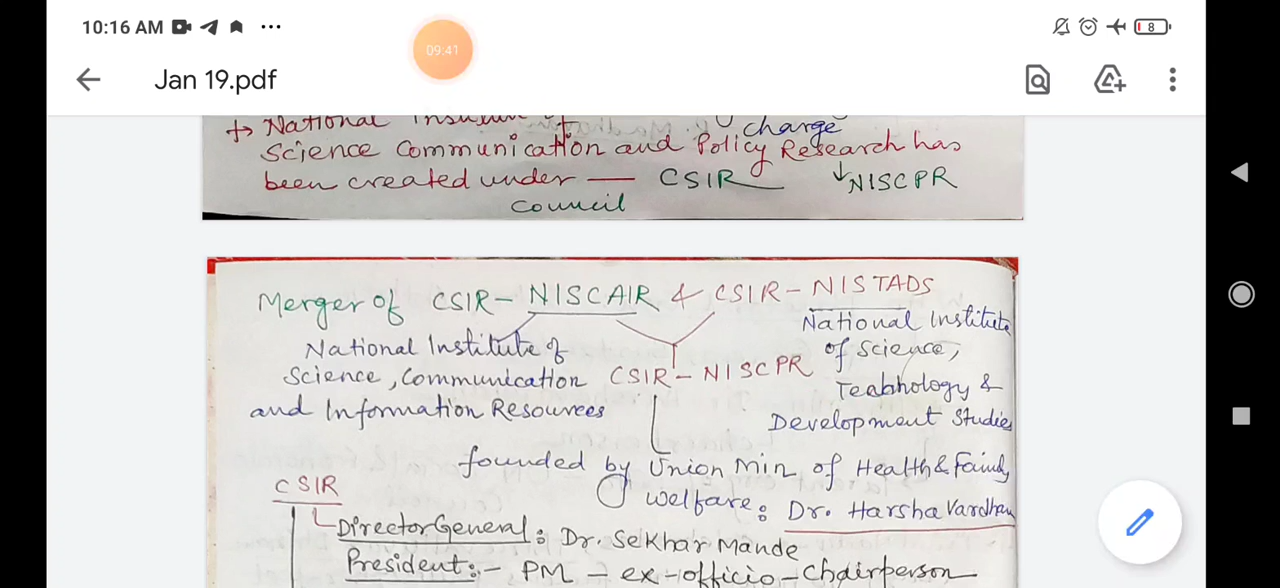 10:16 AM
8
09:41
Jan 19.pdf
→ National
charge
Science Communication and Policy Research has
been created under — CSIR ↓NISCPR
Council
Merger of CSIR - NISCAIR & CSIR - NISTADS
National Institute
of Science,
Teabhology &
Development Studies
National Institute of
Science, Communication
and Information Resources
CSIR - NISCPR
founded by Union Min of Health & Family
welfare: Dr. Harsha Vardhan
CSIR
Director General: Dr. Sekhar Mande
President:- PM - ex-officio - Chairperson